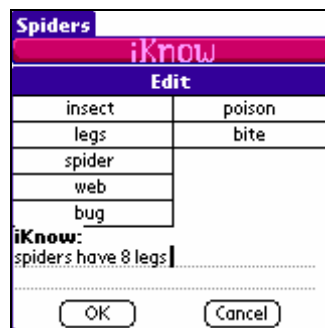 Spiders
iKnow
Edit
insect poison
legs bite
spider
web
bug
iKnow:
spiders have 8 legs
OK Cancel